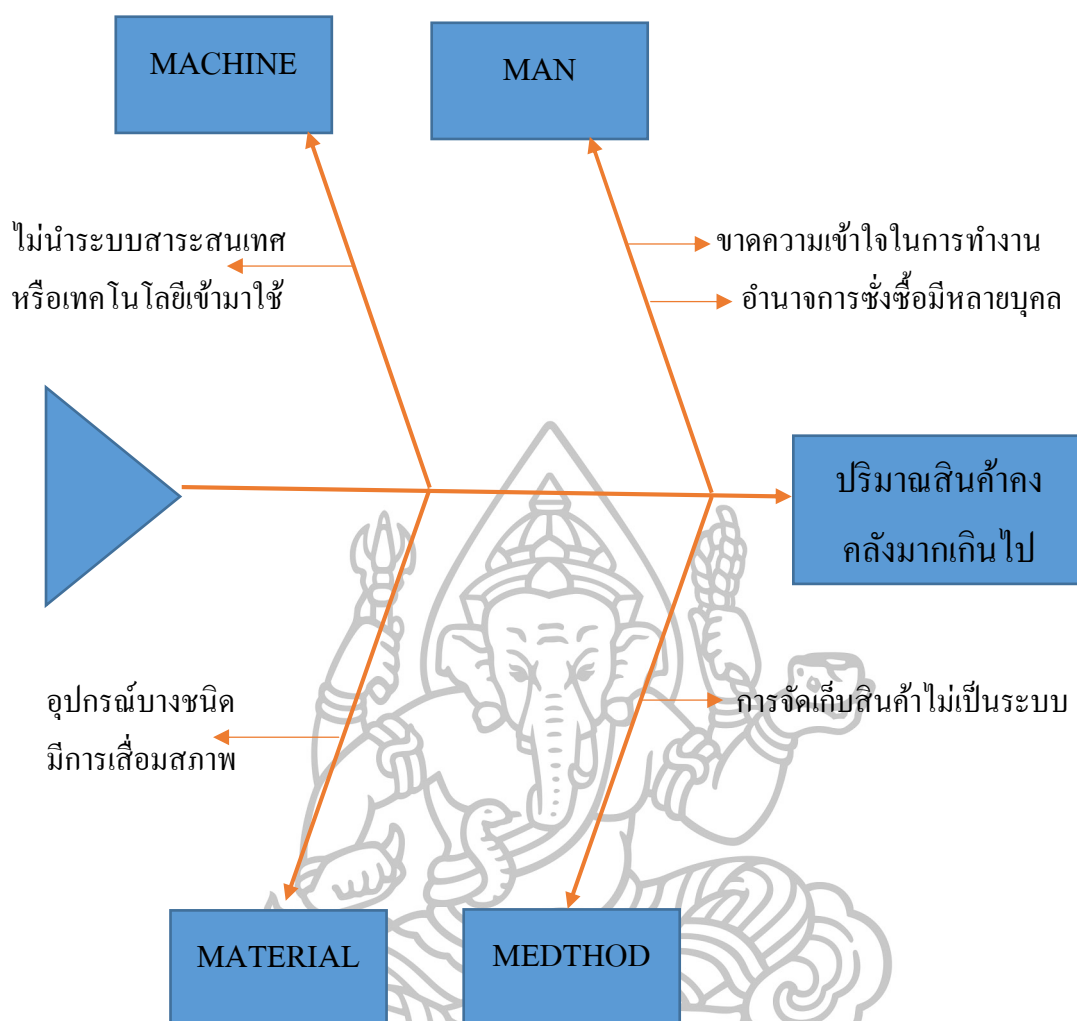 MACHINE
MAN
ไม่นำระบบสาระสนเทศ
หรือเทคโนโลยีเข้ามาใช้
ขาดความเข้าใจในการทำงาน
อำนาจการซั่งซื้อมีหลายบุคล
ปริมาณสินค้าคง
คลังมากเกินไป
อุปกรณ์บางชนิด
มีการเสื่อมสภาพ
การจัดเก็บสินค้าไม่เป็นระบบ
MATERIAL
MEDTHOD